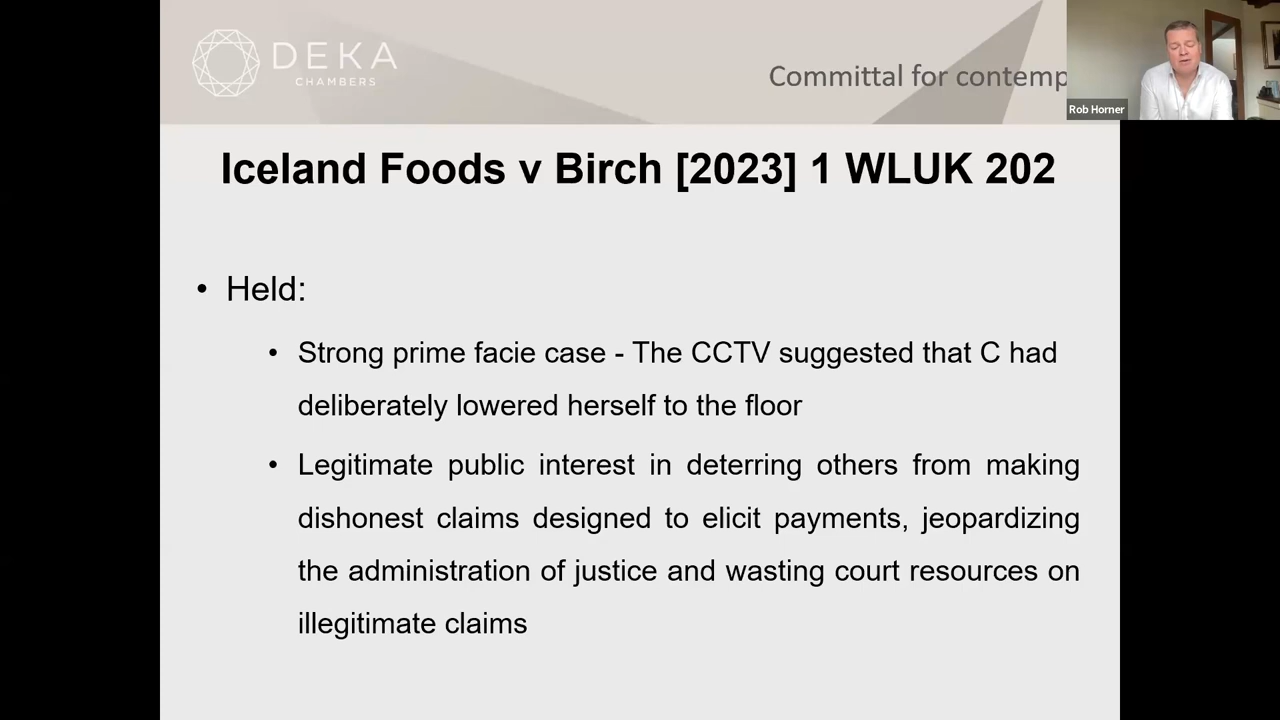 DEKA
CHAMBERS
Committal for contemp
Rob Horner
Iceland Foods v Birch [2023] 1 WLUK 202
• Held:
• Strong prime facie case - The CCTV suggested that C had
deliberately lowered herself to the floor
• Legitimate public interest in deterring others from making
dishonest claims designed to elicit payments, jeopardizing
the administration of justice and wasting court resources on
illegitimate claims